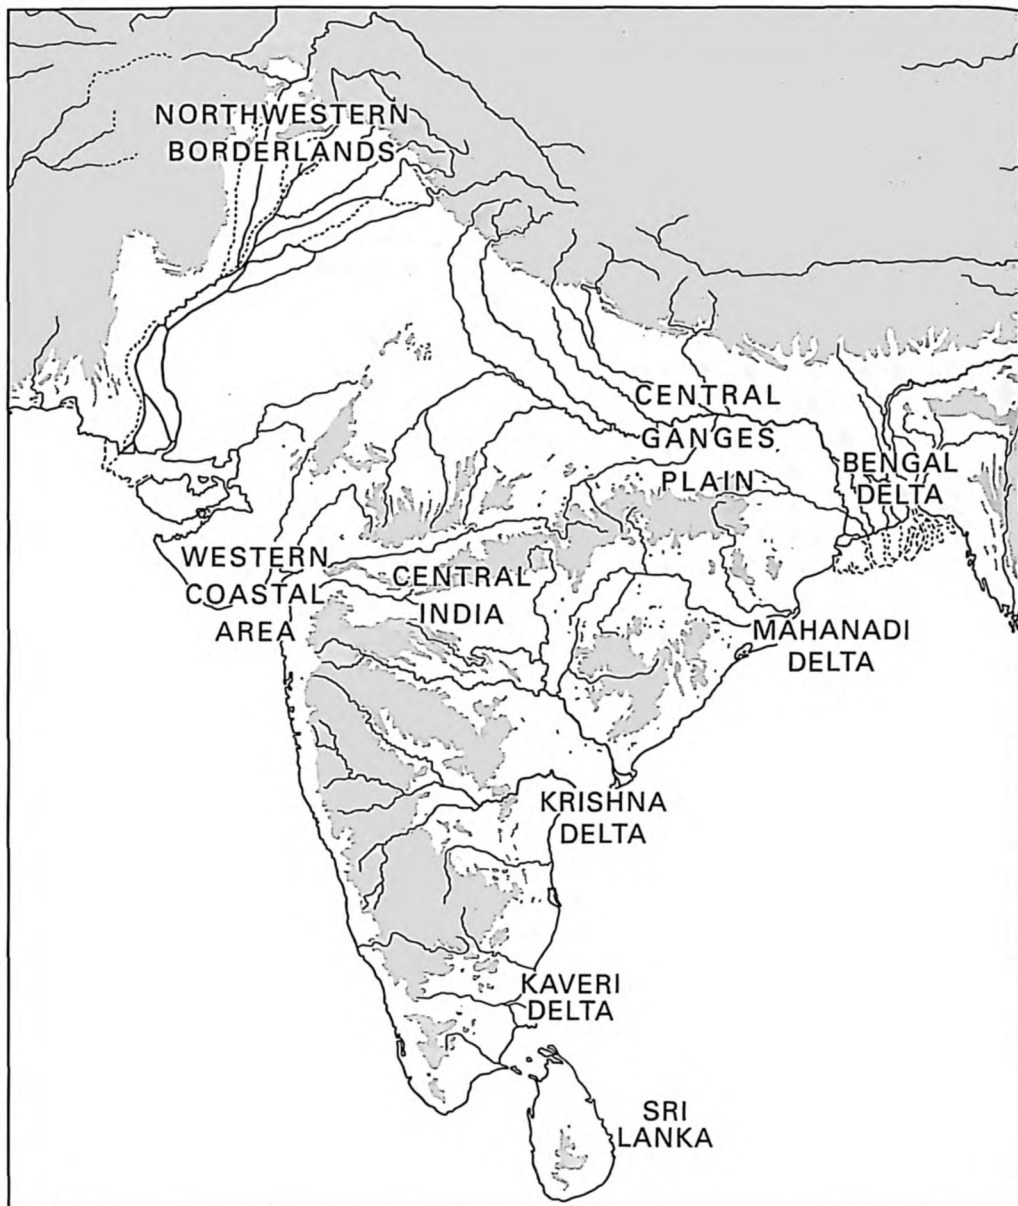 NORTHWESTERN
BORDERLANDS
CENTRAL
GANGES
PLAIN
BENGAL
DELTA
WESTERN
COASTAL
AREA
CENTRAL
INDIA
MAHANADI
DELTA
KRISHNA
DELTA
KAVERI
DELTA
SRI
LANKA